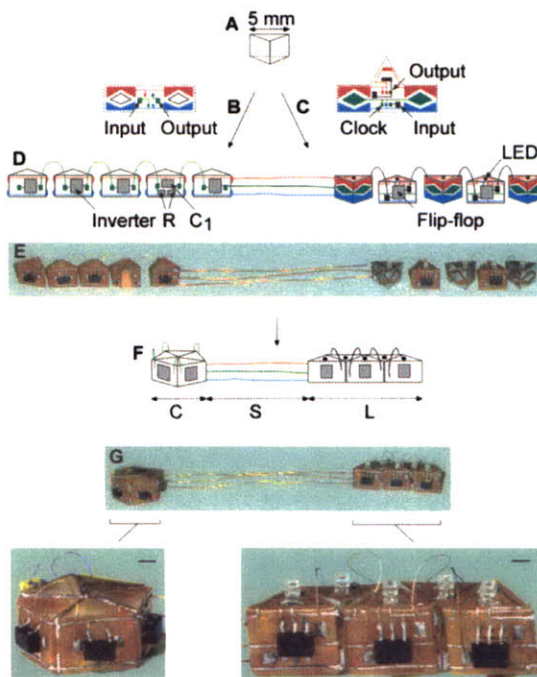 A
5 mm
B
C
Input
Output
Output
Clock
Input
D
LED
Inverter
R
C1
Flip-flop
E
F
C
S
L
G